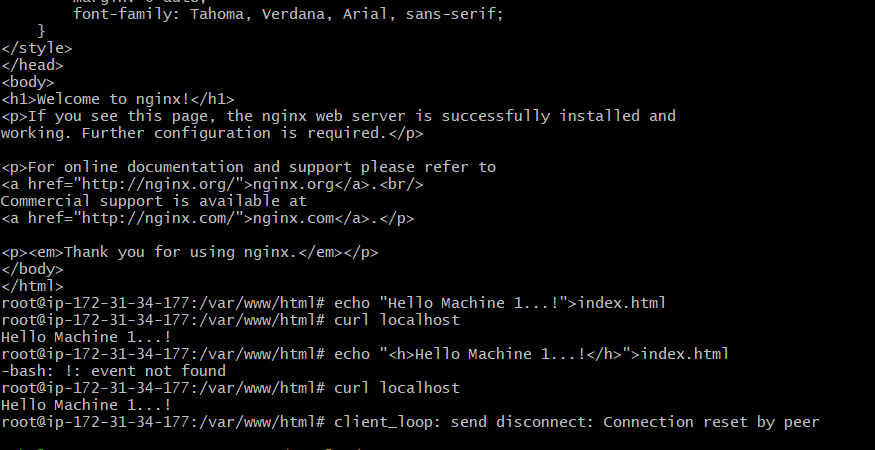 font-family: Tahoma, Verdana, Arial, sans-serif;
}
</style>
</head>
<body>
<h1>Welcome to nginx!</h1>
<p>If you see this page, the nginx web server is successfully installed and
working. Further configuration is required.</p>
<p>For online documentation and support please refer to
<a href="http://nginx.org/">nginx.org</a>.<br/>
Commercial support is available at
<a href="http://nginx.com/">nginx.com</a>.</p>
<p><em>Thank you for using nginx.</em></p>
</body>
</html>
root@ip-172-31-34-177:/var/www/html# echo "Hello Machine 1...!">index.html
root@ip-172-31-34-177:/var/www/html# curl localhost
Hello Machine 1...!
root@ip-172-31-34-177:/var/www/html# echo "<h>Hello Machine 1...!</h>">index.html
-bash: !: event not found
root@ip-172-31-34-177:/var/www/html# curl localhost
Hello Machine 1...!
root@ip-172-31-34-177:/var/www/html# client_loop: send disconnect: Connection reset by peer